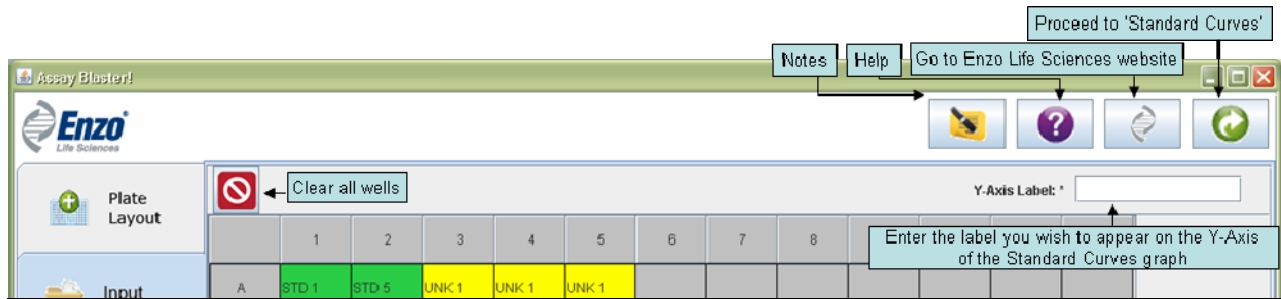 Proceed to 'Standard Curves'
Notes
Help
Go to Enzo Life Sciences website
Assay Blaster!
Enzo
Life Sciences
?
Plate
Layout
Clear all wells
Y-Axis Label: *
1 2 3 4 5 6 7 8
Enter the label you wish to appear on the Y-Axis
of the Standard Curves graph
Input
A STD 1 STD 5 UNK 1 UNK 1 UNK 1